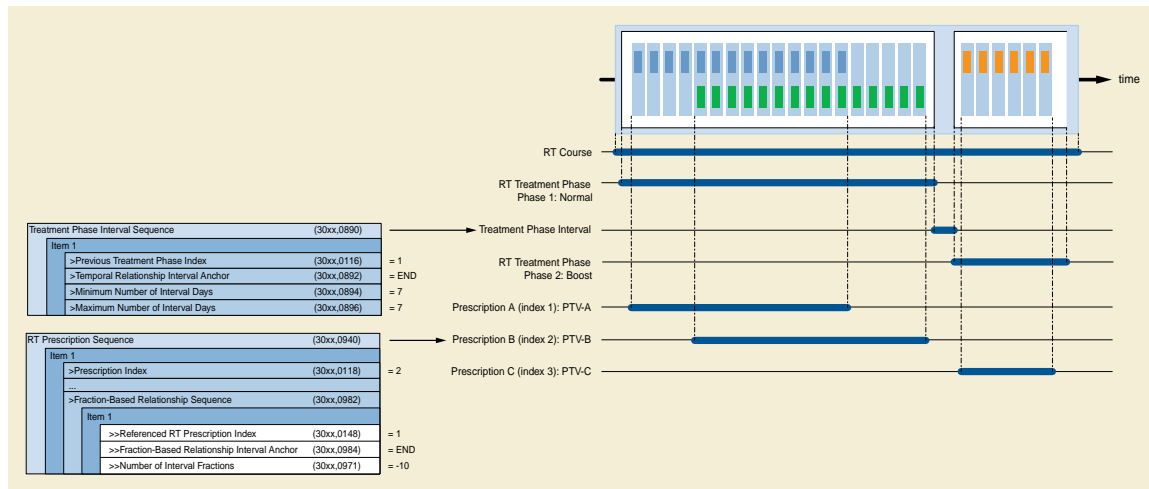 time
RT Course
RT Treatment Phase
Phase 1: Normal
Treatment Phase Interval
RT Treatment Phase
Phase 2: Boost
Prescription A (index 1): PTV-A
Prescription B (index 2): PTV-B
Prescription C (index 3): PTV-C
Treatment Phase Interval Sequence (30xx,0890)
Item 1
>Previous Treatment Phase Index (30xx,0116) = 1
>Temporal Relationship Interval Anchor (30xx,0892) = END
>Minimum Number of Interval Days (30xx,0894) = 7
>Maximum Number of Interval Days (30xx,0896) = 7
RT Prescription Sequence (30xx,0940)
Item 1
>Prescription Index (30xx,0118) = 2
...
>Fraction-Based Relationship Sequence (30xx,0982)
Item 1
>>Referenced RT Prescription Index (30xx,0148) = 1
>>Fraction-Based Relationship Interval Anchor (30xx,0984) = END
>>Number of Interval Fractions (30xx,0971) = -10